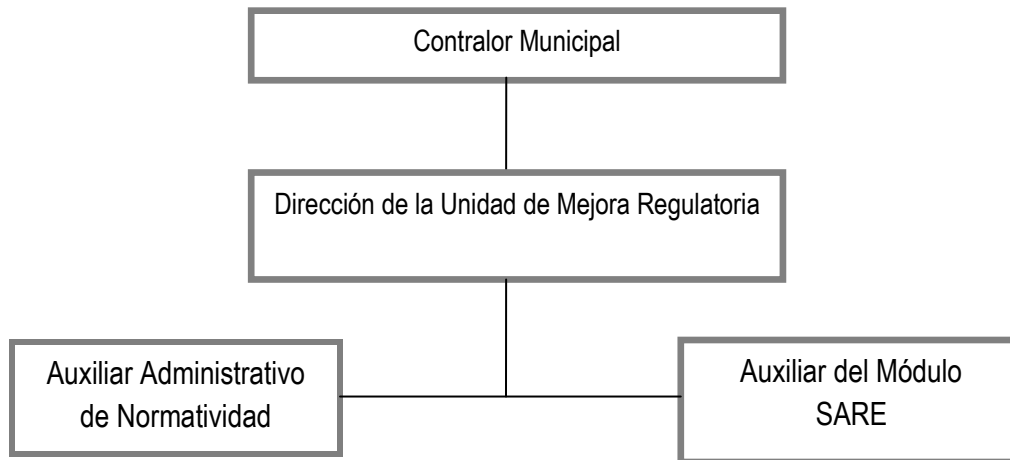 Contralor Municipal
Dirección de la Unidad de Mejora Regulatoria
Auxiliar Administrativo
de Normatividad
Auxiliar del Módulo
SARE